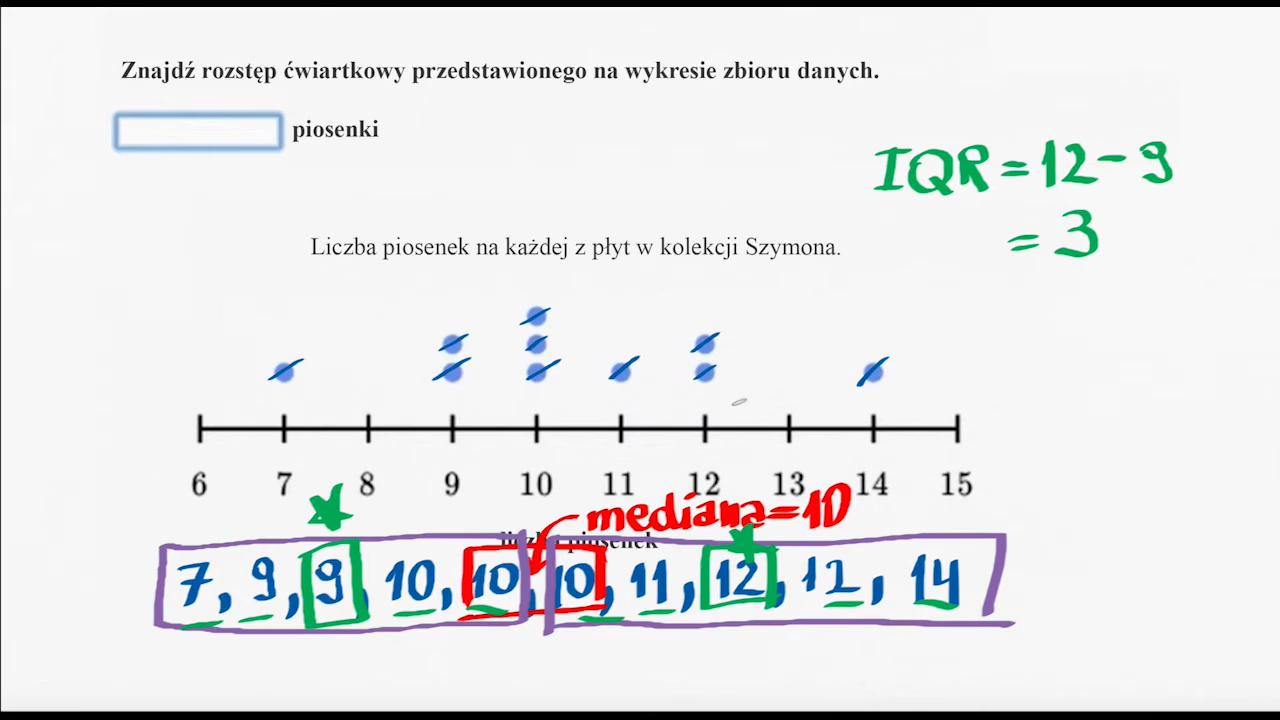 Znajdź rozstęp ćwiartkowy przedstawionego na wykresie zbioru danych.
piosenki
IQR = 12 - 9
= 3
Liczba piosenek na każdej z płyt w kolekcji Szymona.
6 7 8 9 10 11 12 13 14 15
mediana = 10
liczba piosenek
7, 9, 9, 10, 10, 10, 11, 12, 12, 14